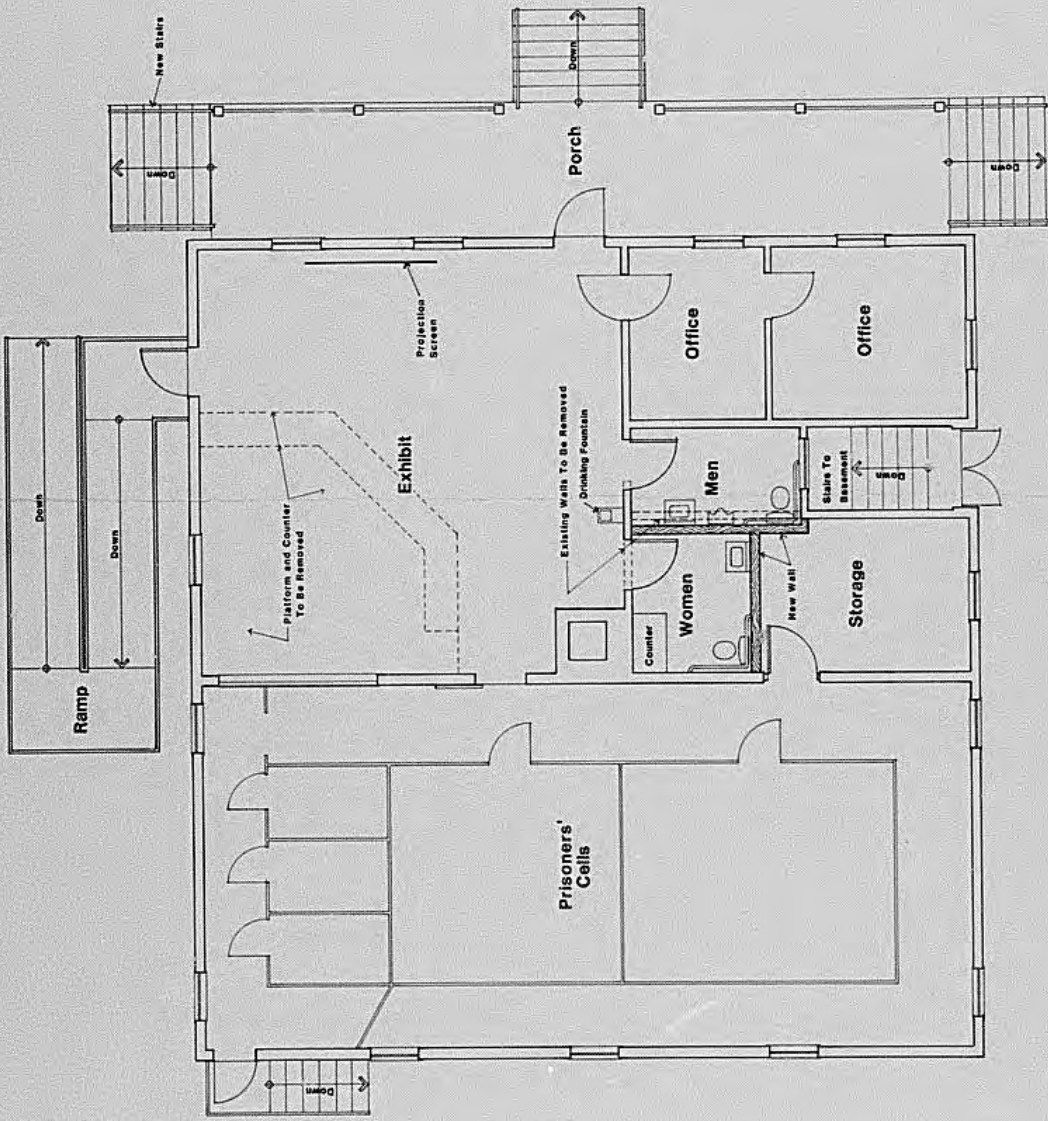 New Stairs
Down
Down
Down
Porch
Down
Down
Ramp
Projection
Screen
Platform and Counter
To Be Removed
Exhibit
Existing Walls To Be Removed
Drinking Fountain
Office
Office
Men
Women
Counter
New Wall
Stairs To
Basement
Down
Storage
Prisoners'
Cells
Down